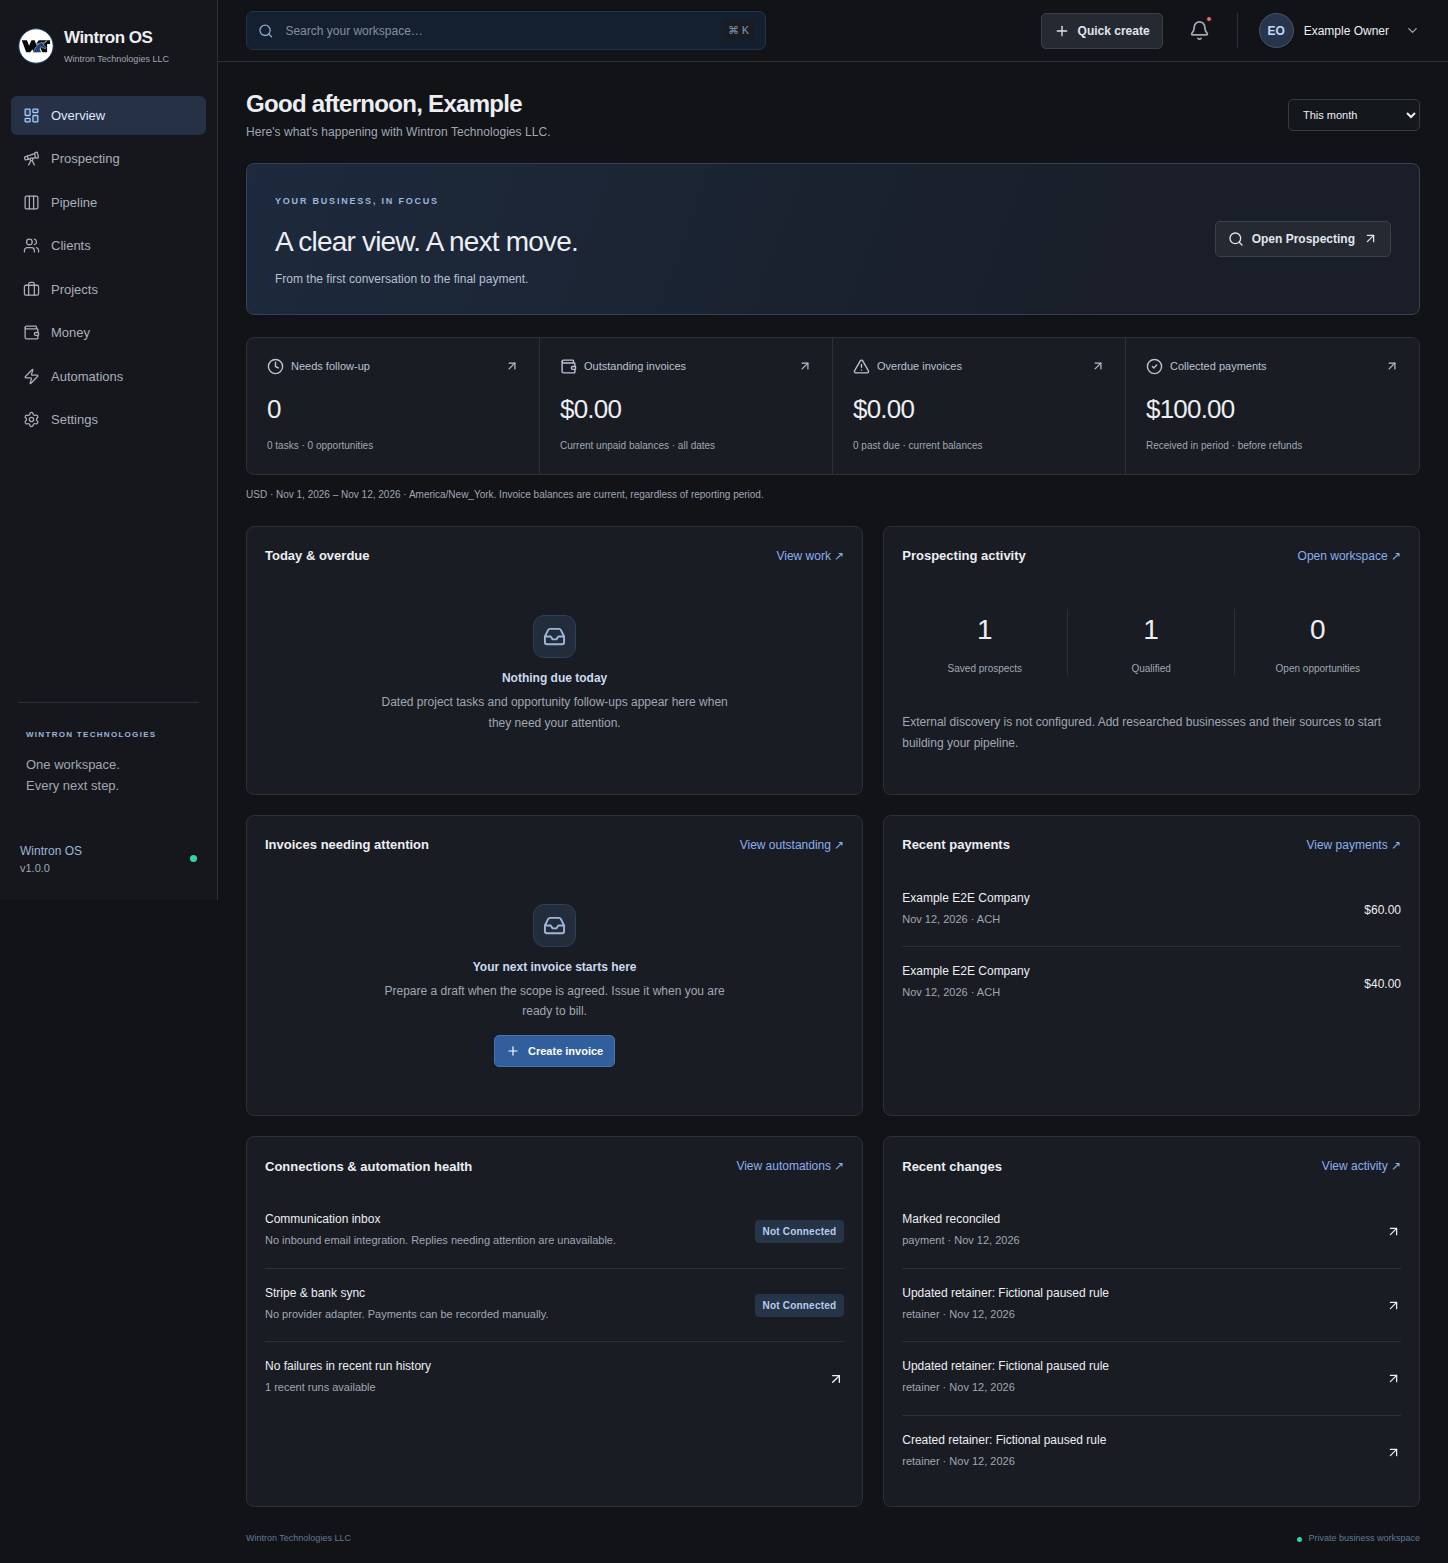 Wintron OS
Wintron Technologies LLC
Overview
Prospecting
Pipeline
Clients
Projects
Money
Automations
Settings
WINTRON TECHNOLOGIES
One workspace.
Every next step.
Wintron OS
v1.0.0
Search your workspace…
⌘ K
Quick create
EO
Example Owner
Good afternoon, Example
Here's what's happening with Wintron Technologies LLC.
This month
YOUR BUSINESS, IN FOCUS
A clear view. A next move.
From the first conversation to the final payment.
Open Prospecting
Needs follow-up
0
0 tasks · 0 opportunities
Outstanding invoices
$0.00
Current unpaid balances · all dates
Overdue invoices
$0.00
0 past due · current balances
Collected payments
$100.00
Received in period · before refunds
USD · Nov 1, 2026 – Nov 12, 2026 · America/New_York. Invoice balances are current, regardless of reporting period.
Today & overdue
View work ↗
Nothing due today
Dated project tasks and opportunity follow-ups appear here when
they need your attention.
Prospecting activity
Open workspace ↗
1
Saved prospects
1
Qualified
0
Open opportunities
External discovery is not configured. Add researched businesses and their sources to start
building your pipeline.
Invoices needing attention
View outstanding ↗
Your next invoice starts here
Prepare a draft when the scope is agreed. Issue it when you are
ready to bill.
Create invoice
Recent payments
View payments ↗
Example E2E Company
Nov 12, 2026 · ACH
$60.00
Example E2E Company
Nov 12, 2026 · ACH
$40.00
Connections & automation health
View automations ↗
Communication inbox
No inbound email integration. Replies needing attention are unavailable.
Not Connected
Stripe & bank sync
No provider adapter. Payments can be recorded manually.
Not Connected
No failures in recent run history
1 recent runs available
Recent changes
View activity ↗
Marked reconciled
payment · Nov 12, 2026
Updated retainer: Fictional paused rule
retainer · Nov 12, 2026
Updated retainer: Fictional paused rule
retainer · Nov 12, 2026
Created retainer: Fictional paused rule
retainer · Nov 12, 2026
Wintron Technologies LLC
Private business workspace